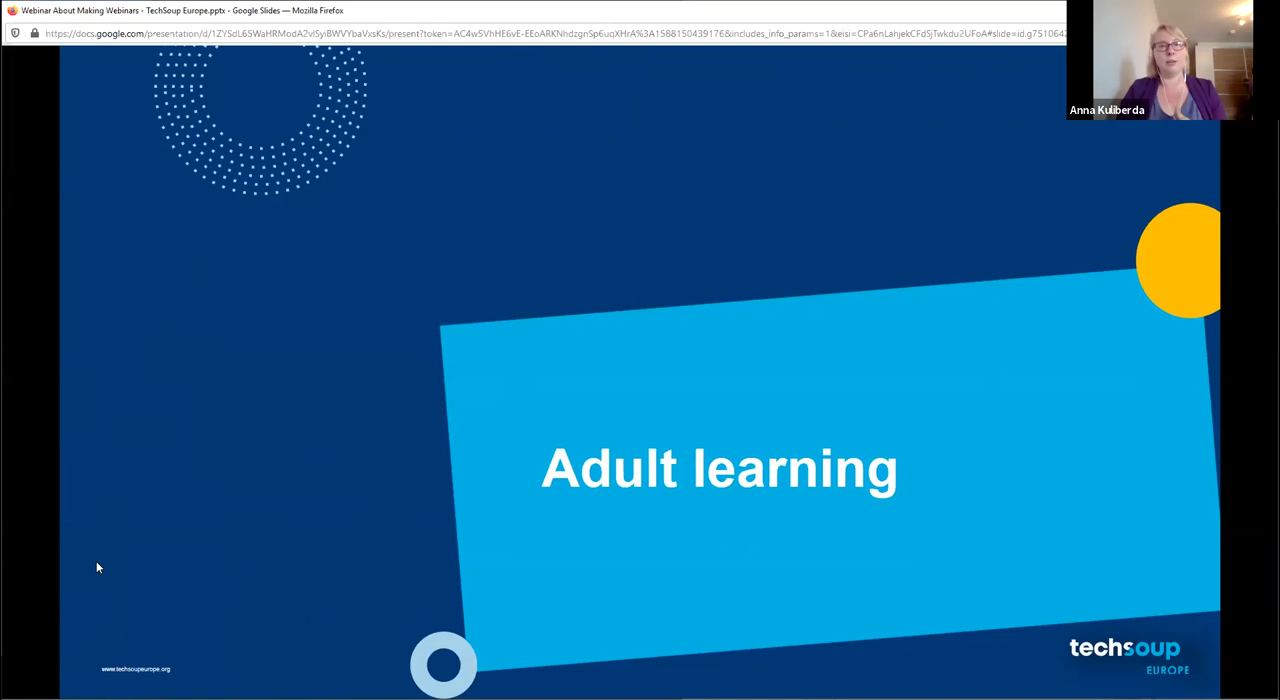 Webinar About Making Webinars - TechSoup Europe.pptx - Google Slides — Mozilla Firefox
Anna Kuliberda
Adult learning
www.techsoupeurope.org
techsoup
EUROPE